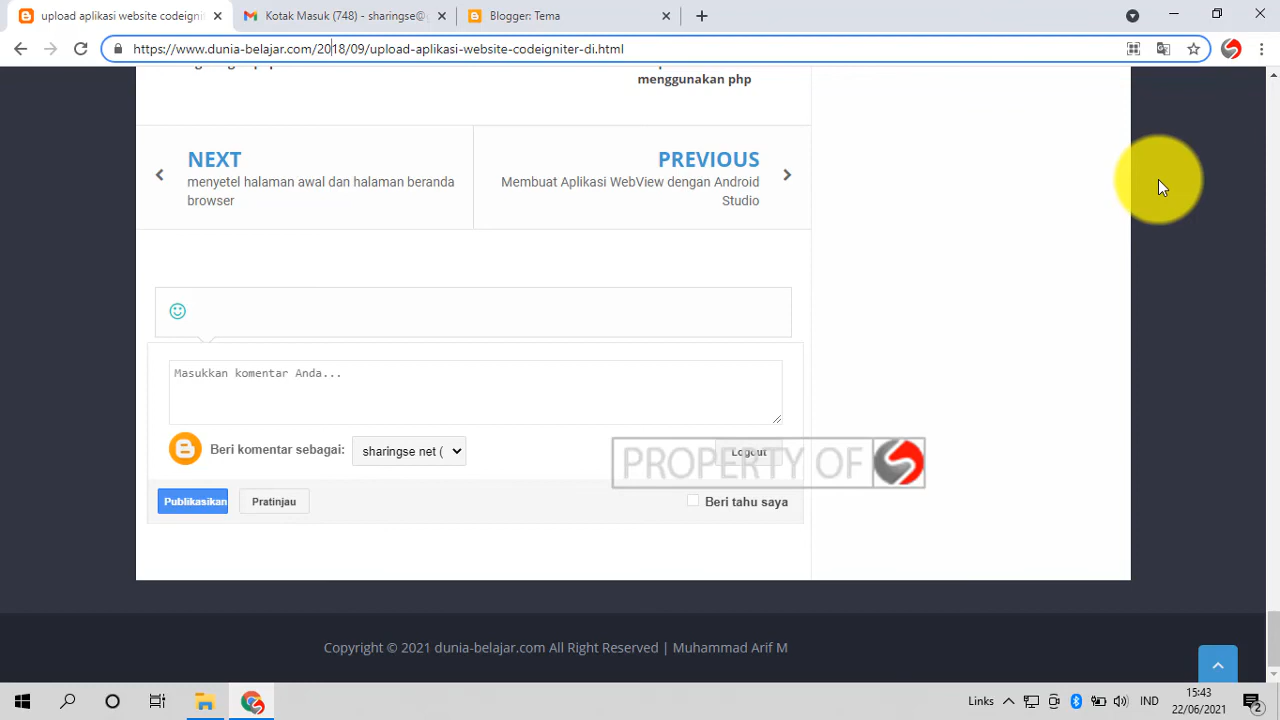 upload aplikasi website codeign
Kotak Masuk (748) - sharingse@g
Blogger: Tema
https://www.dunia-belajar.com/2018/09/upload-aplikasi-website-codeigniter-di.html
menggunakan php
NEXT
menyetel halaman awal dan halaman beranda
browser
PREVIOUS
Membuat Aplikasi WebView dengan Android
Studio
Masukkan komentar Anda...
Beri komentar sebagai:
sharingse net (
Logout
PROPERTY OF
Publikasikan
Pratinjau
Beri tahu saya
Copyright © 2021 dunia-belajar.com All Right Reserved | Muhammad Arif M
Links
IND
15:43
22/06/2021
2